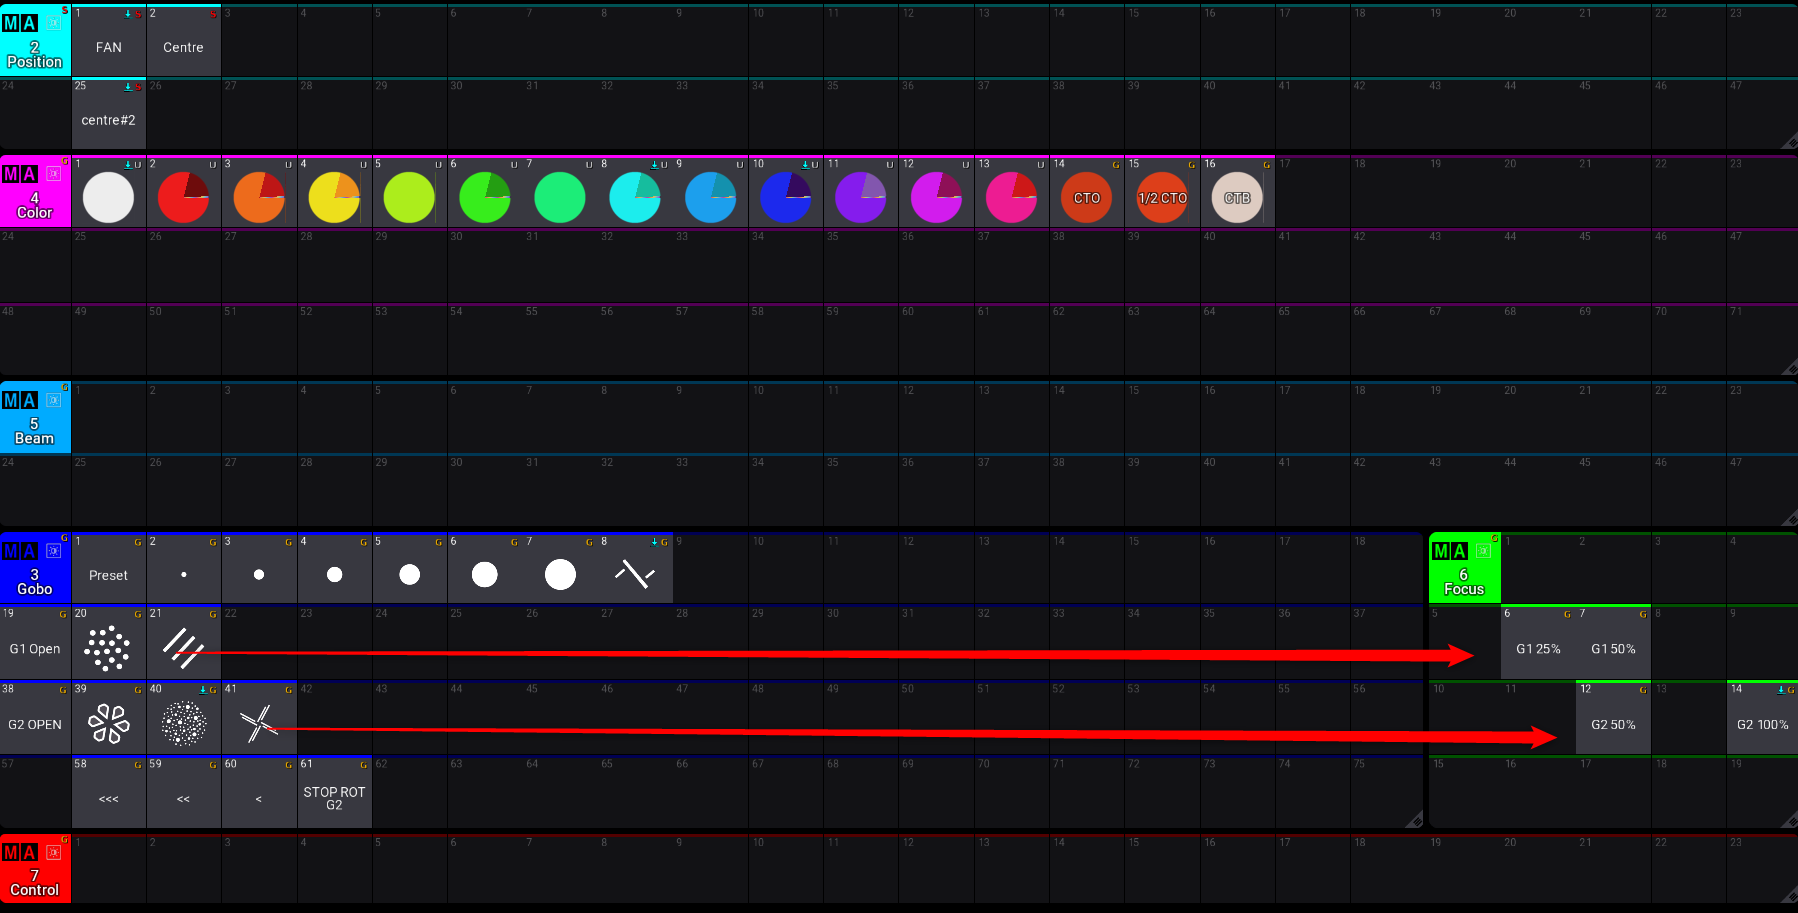 MA S 1 S 2 S 3 4 5 6 7 8 9 10 11 12 13 14 15 16 17 18 19 20 21 22 23
2 Position FAN Centre
24 25 S 26 27 28 29 30 31 32 33 34 35 36 37 38 39 40 41 42 43 44 45 46 47
centre#2
MA G 1 U 2 U 3 U 4 U 5 U 6 U 7 U 8 U 9 U 10 U 11 U 12 U 13 U 14 G 15 G 16 G 17 18 19 20 21 22 23
4 Color CTO 1/2 CTO CTB
24 25 26 27 28 29 30 31 32 33 34 35 36 37 38 39 40 41 42 43 44 45 46 47
48 49 50 51 52 53 54 55 56 57 58 59 60 61 62 63 64 65 66 67 68 69 70 71
MA G 1 2 3 4 5 6 7 8 9 10 11 12 13 14 15 16 17 18 19 20 21 22 23
5 Beam
24 25 26 27 28 29 30 31 32 33 34 35 36 37 38 39 40 41 42 43 44 45 46 47
MA G 1 G 2 G 3 G 4 G 5 G 6 G 7 G 8 G 9 10 11 12 13 14 15 16 17 18
3 Gobo Preset
19 G 20 G 21 G 22 23 24 25 26 27 28 29 30 31 32 33 34 35 36 37
G1 Open
38 G 39 G 40 G 41 G 42 43 44 45 46 47 48 49 50 51 52 53 54 55 56
G2 OPEN
57 58 G 59 G 60 G 61 G 62 63 64 65 66 67 68 69 70 71 72 73 74 75
<<< << < STOP ROT
G2
MA G 1 2 3 4
6 Focus
5 6 G 7 G 8 9
G1 25% G1 50%
10 11 12 G 13 14 G
G2 50% G2 100%
15 16 17 18 19
MA G 1 2 3 4 5 6 7 8 9 10 11 12 13 14 15 16 17 18 19 20 21 22 23
7 Control